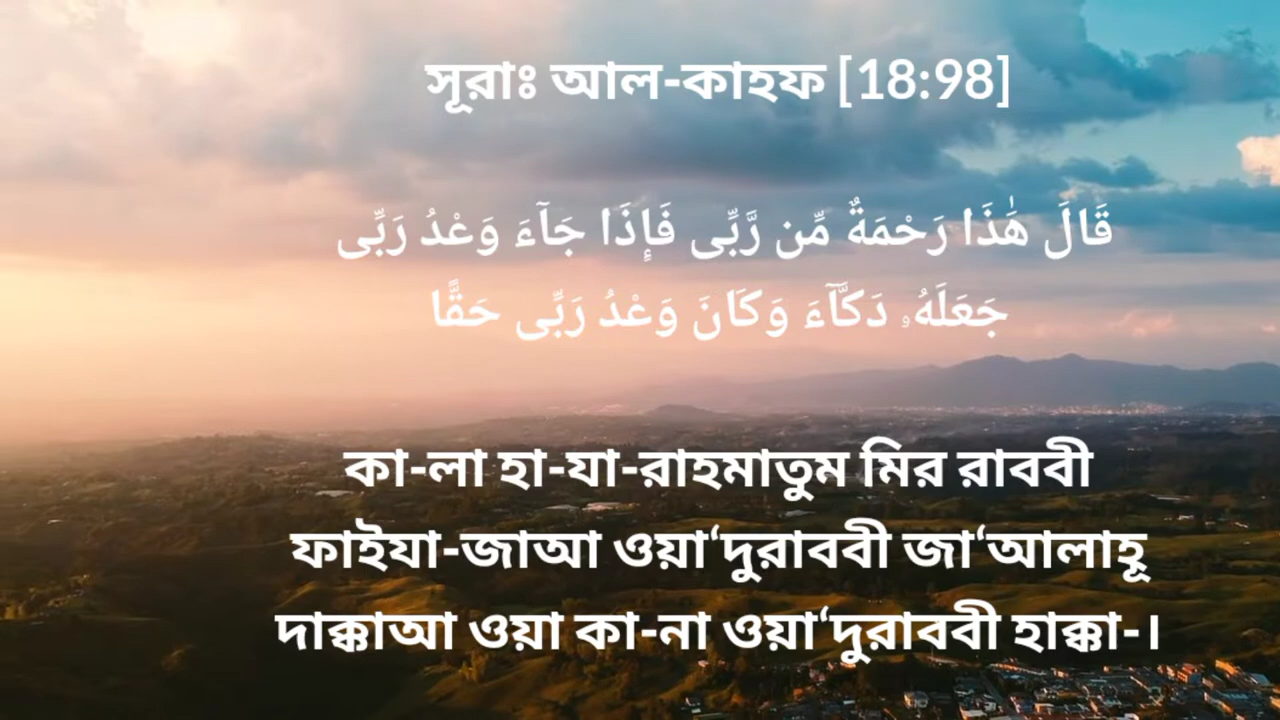 সূরাঃ আল-কাহফ [18:98]
قَالَ هَٰذَا رَحْمَةٌ مِّن رَّبِّى فَإِذَا جَآءَ وَعْدُ رَبِّى
جَعَلَهُۥ دَكَّآءَ وَكَانَ وَعْدُ رَبِّى حَقًّا
কা-লা হা-যা-রাহমাতুম মির রাববী
ফাইযা-জাআ ওয়া‘দুরাববী জা‘আলাহূ
দাক্কাআ ওয়া কা-না ওয়া‘দুরাববী হাক্কা-।